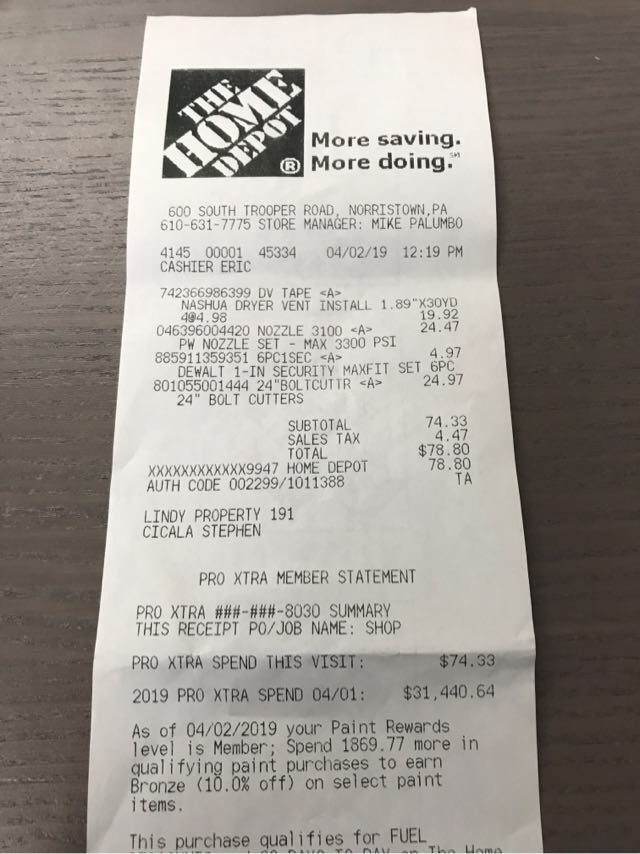 THE
HOME
DEPOT
®
More saving.
More doing.℠
600 SOUTH TROOPER ROAD, NORRISTOWN,PA
610-631-7775 STORE MANAGER: MIKE PALUMBO
4145 00001 45334 04/02/19 12:19 PM
CASHIER ERIC
742366986399 DV TAPE <A>
NASHUA DRYER VENT INSTALL 1.89"X30YD
4@4.98 19.92
046396004420 NOZZLE 3100 <A> 24.47
PW NOZZLE SET - MAX 3300 PSI
885911359351 6PC1SEC <A> 4.97
DEWALT 1-IN SECURITY MAXFIT SET 6PC
801055001444 24"BOLTCUTTR <A> 24.97
24" BOLT CUTTERS
SUBTOTAL 74.33
SALES TAX 4.47
TOTAL $78.80
XXXXXXXXXXXX9947 HOME DEPOT 78.80
AUTH CODE 002299/1011388 TA
LINDY PROPERTY 191
CICALA STEPHEN
PRO XTRA MEMBER STATEMENT
PRO XTRA ###-###-8030 SUMMARY
THIS RECEIPT PO/JOB NAME: SHOP
PRO XTRA SPEND THIS VISIT: $74.33
2019 PRO XTRA SPEND 04/01: $31,440.64
As of 04/02/2019 your Paint Rewards
level is Member; Spend 1869.77 more in
qualifying paint purchases to earn
Bronze (10.0% off) on select paint
items.
This purchase qualifies for FUEL
The Home